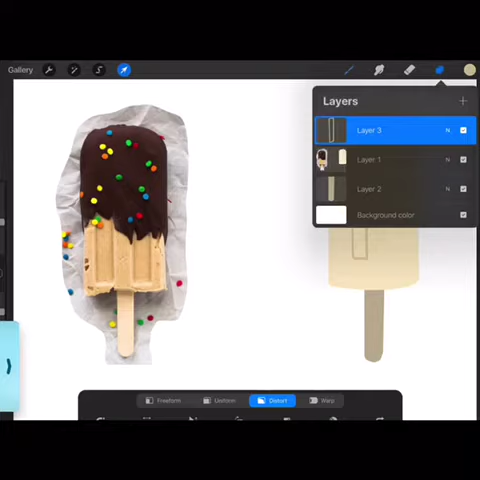 Gallery
Layers
Layer 3 N
Layer 1 N
Layer 2 N
Background color
Freeform Uniform Distort Warp